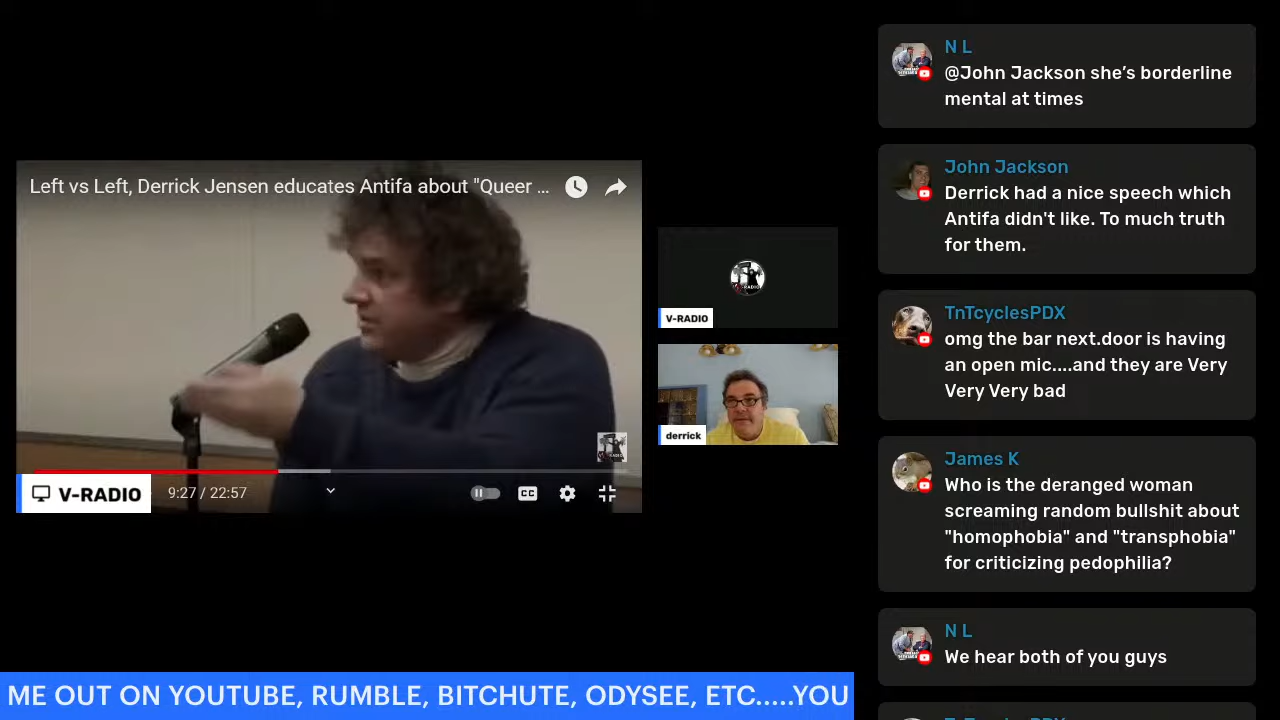 Left vs Left, Derrick Jensen educates Antifa about "Queer ...
V-RADIO
9:27 / 22:57
CC
V-RADIO
derrick
N L
@John Jackson she’s borderline
mental at times
John Jackson
Derrick had a nice speech which
Antifa didn't like. To much truth
for them.
TnTcyclesPDX
omg the bar next.door is having
an open mic....and they are Very
Very Very bad
James K
Who is the deranged woman
screaming random bullshit about
"homophobia" and "transphobia"
for criticizing pedophilia?
N L
We hear both of you guys
ME OUT ON YOUTUBE, RUMBLE, BITCHUTE, ODYSEE, ETC.....YOU